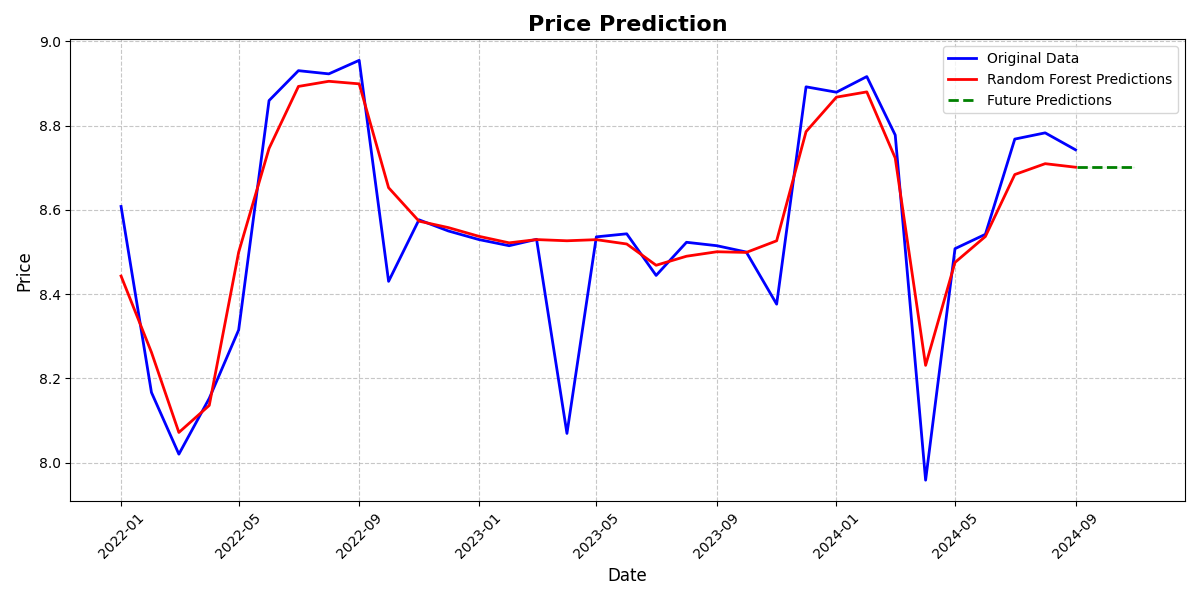 Price Prediction
Original Data
Random Forest Predictions
Future Predictions
Price
9.0
8.8
8.6
8.4
8.2
8.0
2022-01
2022-05
2022-09
2023-01
2023-05
2023-09
2024-01
2024-05
2024-09
Date